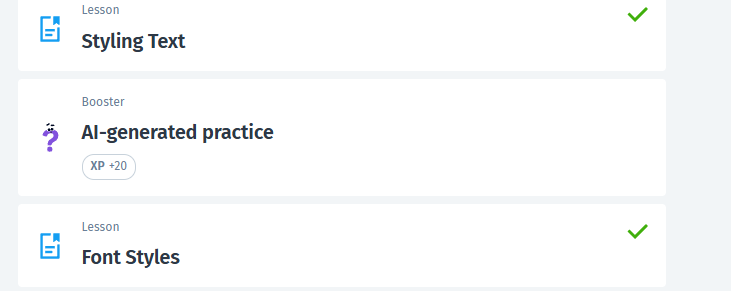 Lesson
Styling Text
Booster
AI-generated practice
XP +20
Lesson
Font Styles